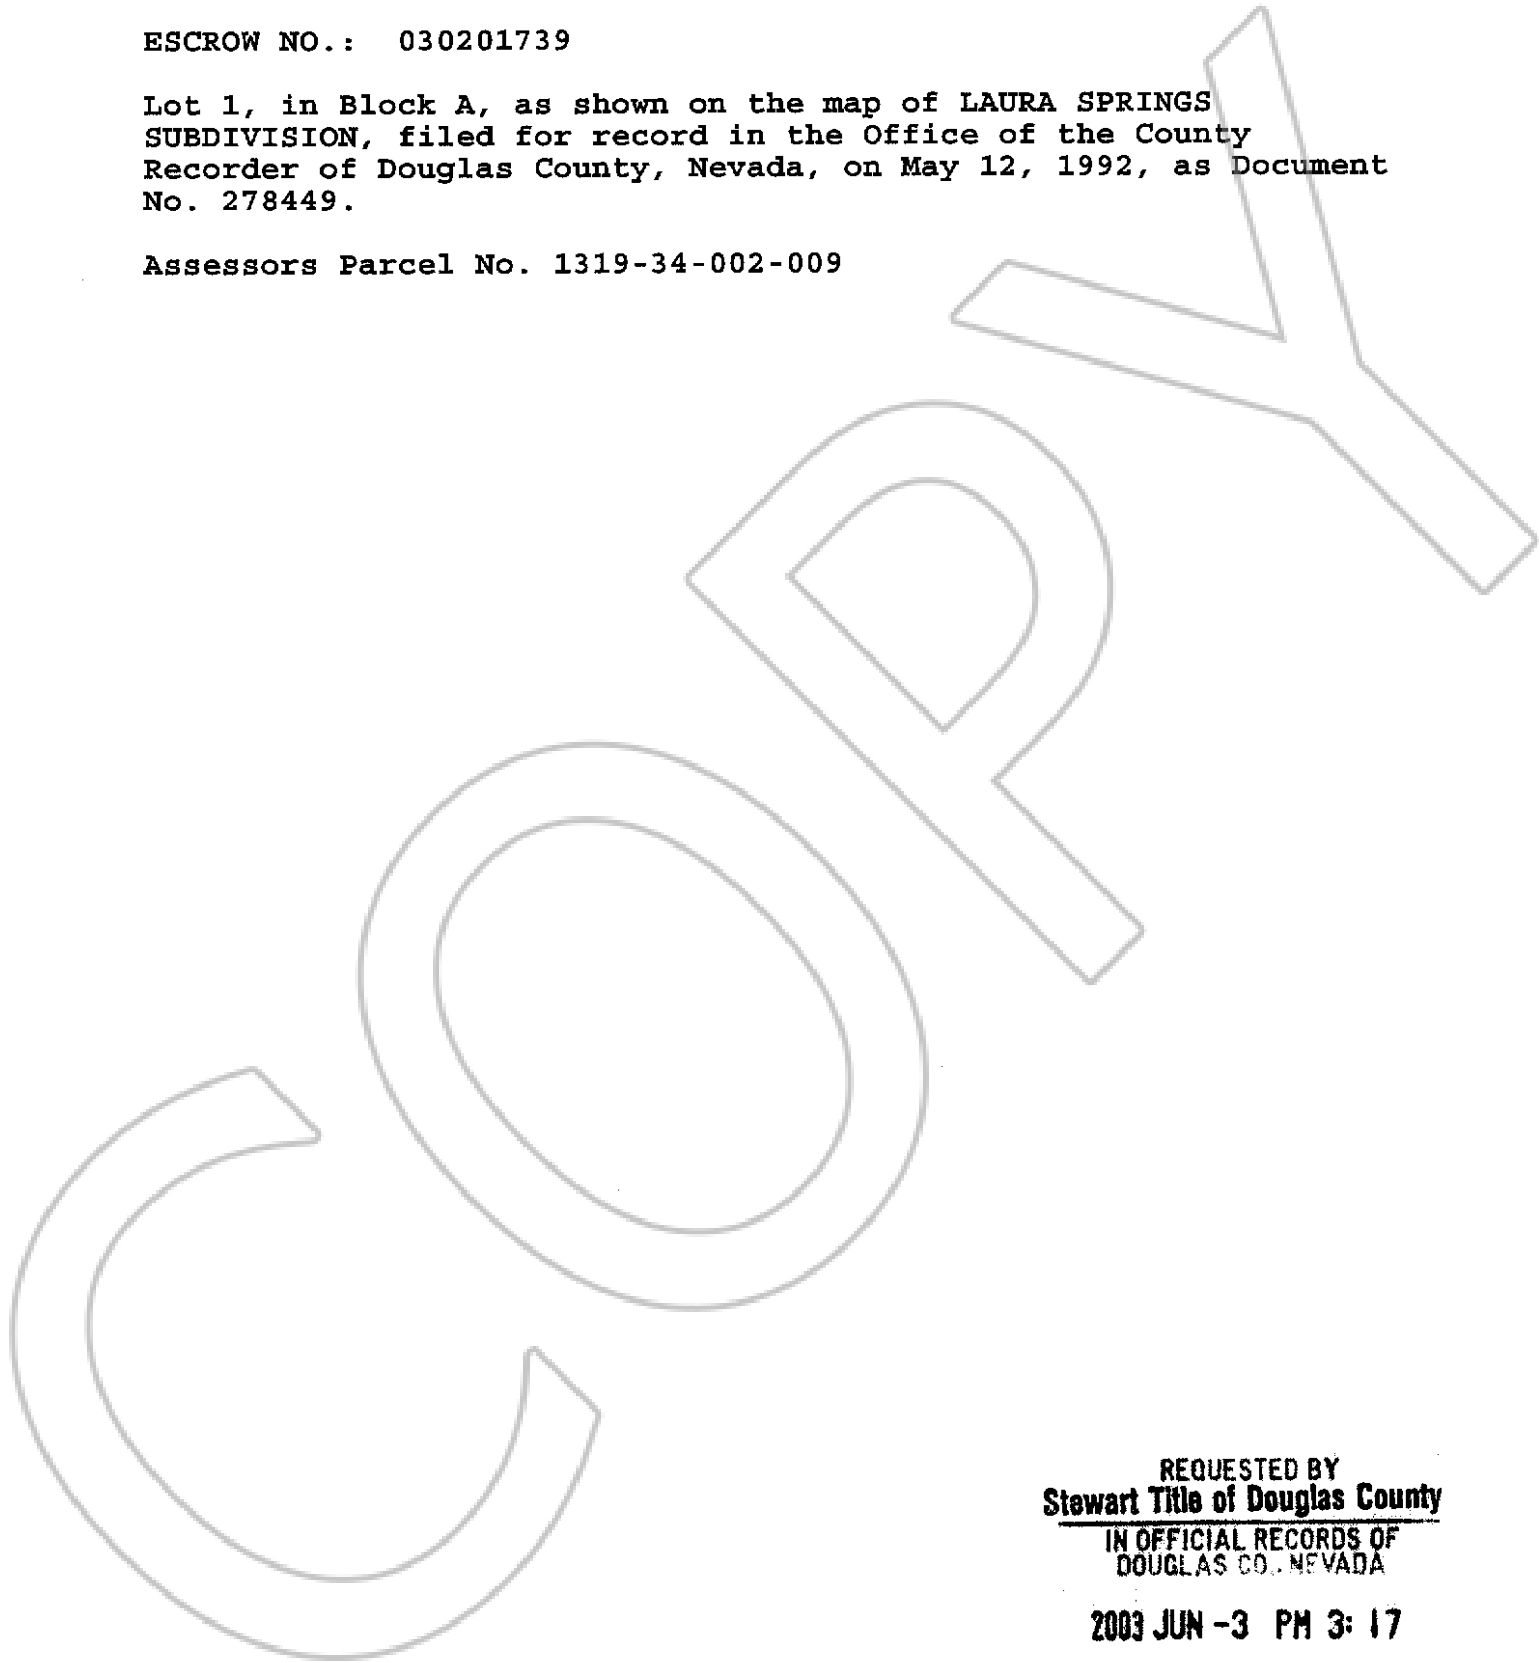 ESCROW NO.: 030201739
Lot 1, in Block A, as shown on the map of LAURA SPRINGS
SUBDIVISION, filed for record in the Office of the County
Recorder of Douglas County, Nevada, on May 12, 1992, as Document
No. 278449.
Assessors Parcel No. 1319-34-002-009
COPY
REQUESTED BY
Stewart Title of Douglas County
IN OFFICIAL RECORDS OF
DOUGLAS CO., NEVADA
2003 JUN -3 PM 3: 17